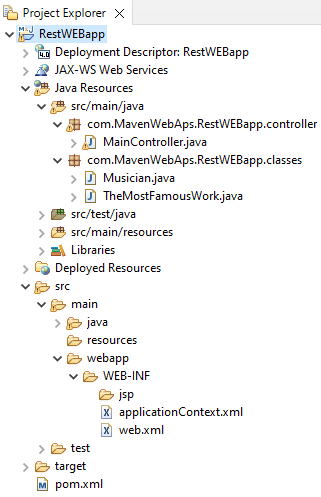 Project Explorer
RestWEBapp
Deployment Descriptor: RestWEBapp
JAX-WS Web Services
Java Resources
src/main/java
com.MavenWebAps.RestWEBapp.controller
MainController.java
com.MavenWebAps.RestWEBapp.classes
Musician.java
TheMostFamousWork.java
src/test/java
src/main/resources
Libraries
Deployed Resources
src
main
java
resources
webapp
WEB-INF
jsp
applicationContext.xml
web.xml
test
target
pom.xml